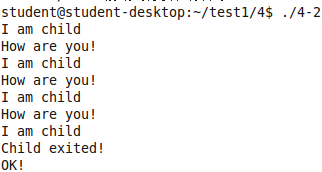 student@student-desktop:~/test1/4$ ./4-2
I am child
How are you!
I am child
How are you!
I am child
How are you!
I am child
Child exited!
OK!